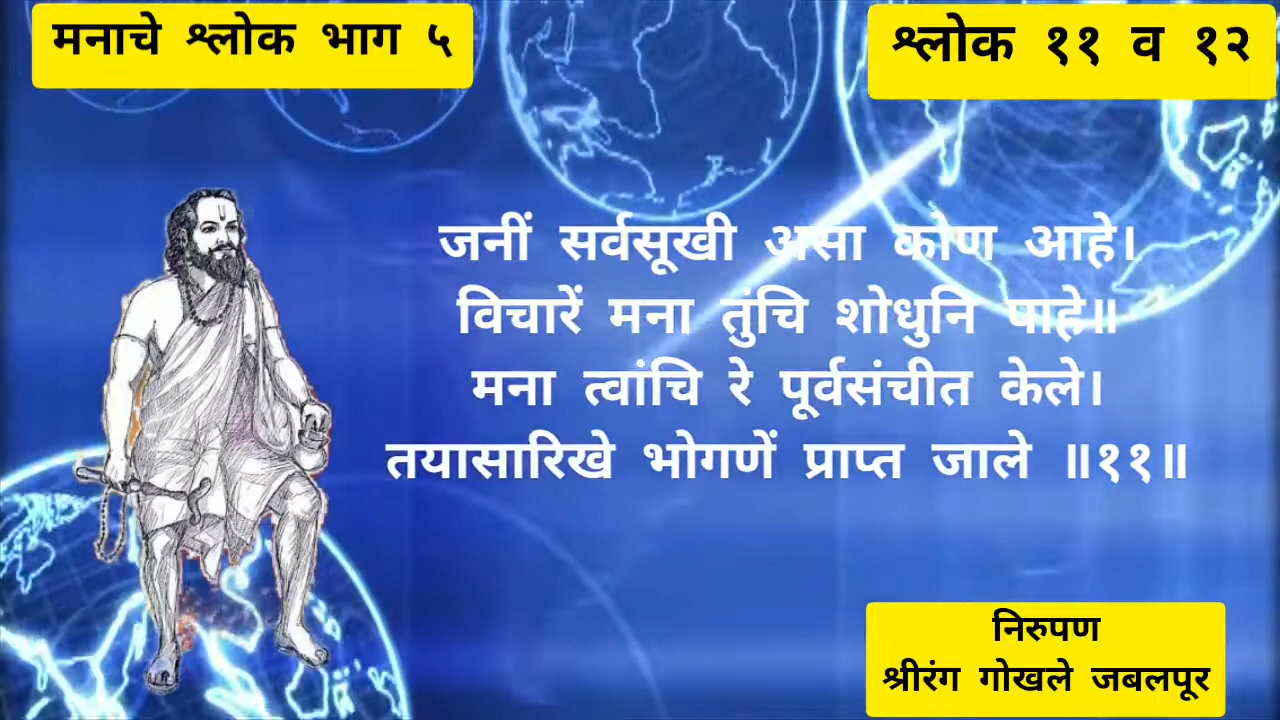 मनाचे श्लोक भाग ५
श्लोक ११ व १२
जनीं सर्वसूखी असा कोण आहे।
विचारें मना तुंचि शोधुनि पाहे॥
मना त्वांचि रे पूर्वसंचीत केले।
तयासारिखे भोगणें प्राप्त जाले ॥११॥
निरुपण
श्रीरंग गोखले जबलपूर